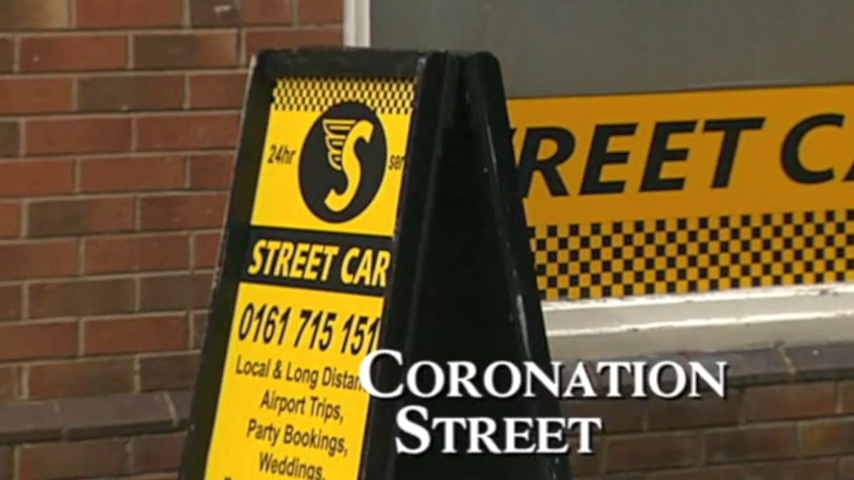 24hr
S
STREET CAR
0161 715 151
Local & Long Distan
Airport Trips,
Party Bookings,
Weddings,
REET CA
CORONATION
STREET